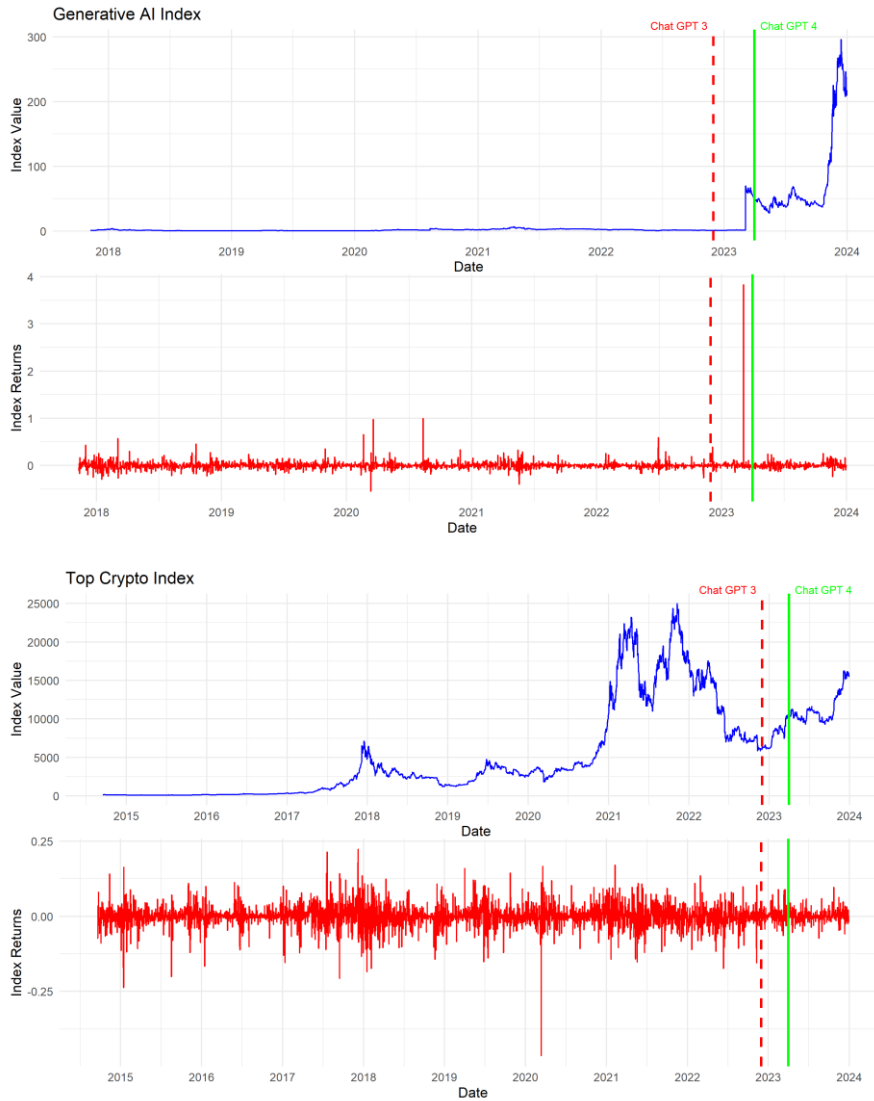 Generative AI Index
Chat GPT 3
Chat GPT 4
300
200
100
0
Index Value
2018 2019 2020 2021 2022 2023 2024
Date
4
3
2
1
0
Index Returns
2018 2019 2020 2021 2022 2023 2024
Date
Top Crypto Index
Chat GPT 3
Chat GPT 4
25000
20000
15000
10000
5000
0
Index Value
2015 2016 2017 2018 2019 2020 2021 2022 2023 2024
Date
0.25
0.00
-0.25
Index Returns
2015 2016 2017 2018 2019 2020 2021 2022 2023 2024
Date